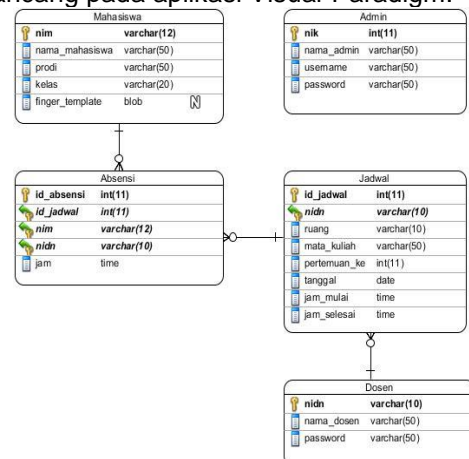 ancang pada aplikasi Visual Paradigm.
Mahasiswa
nim varchar(12)
nama_mahasiswa varchar(50)
prodi varchar(50)
kelas varchar(20)
finger_template blob N
Admin
nik int(11)
nama_admin varchar(50)
username varchar(50)
password varchar(50)
Absensi
id_absensi int(11)
id_jadwal int(11)
nim varchar(12)
nidn varchar(10)
jam time
Jadwal
id_jadwal int(11)
nidn varchar(10)
ruang varchar(10)
mata_kuliah varchar(50)
pertemuan_ke int(11)
tanggal date
jam_mulai time
jam_selesai time
Dosen
nidn varchar(10)
nama_dosen varchar(50)
password varchar(50)